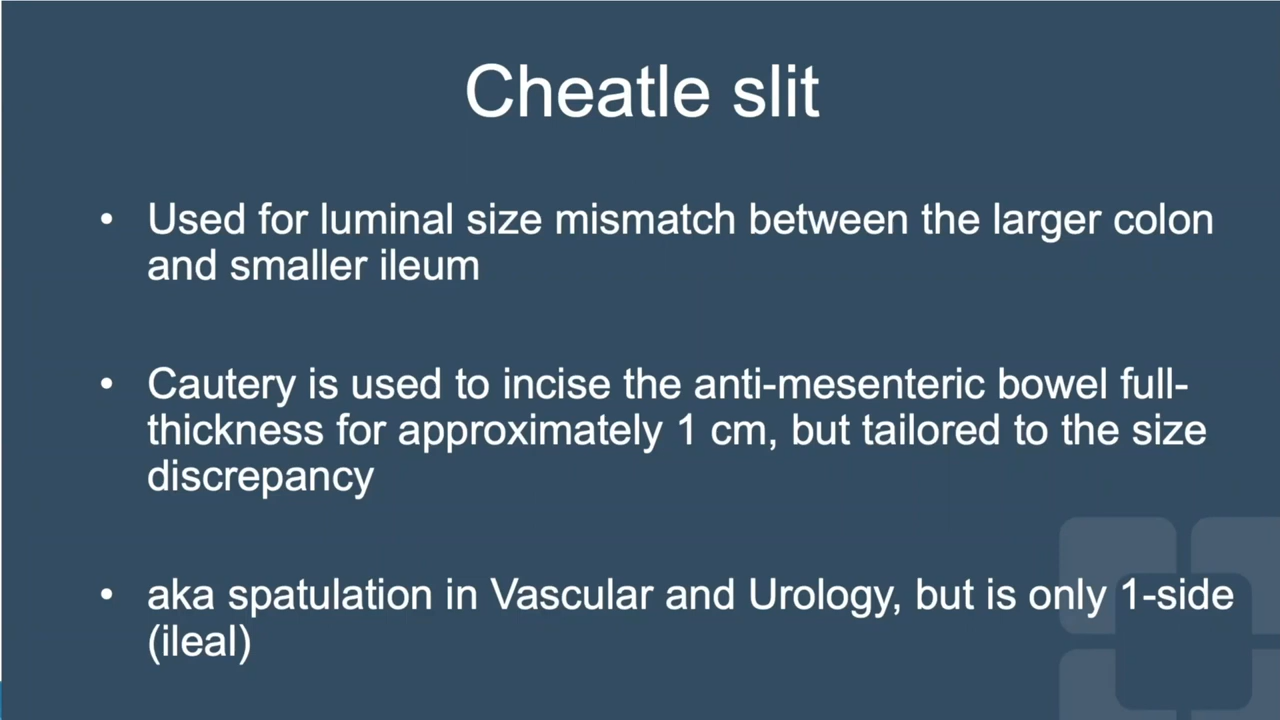 Cheatle slit
• Used for luminal size mismatch between the larger colon
and smaller ileum
• Cautery is used to incise the anti-mesenteric bowel full-
thickness for approximately 1 cm, but tailored to the size
discrepancy
• aka spatulation in Vascular and Urology, but is only 1-side
(ileal)